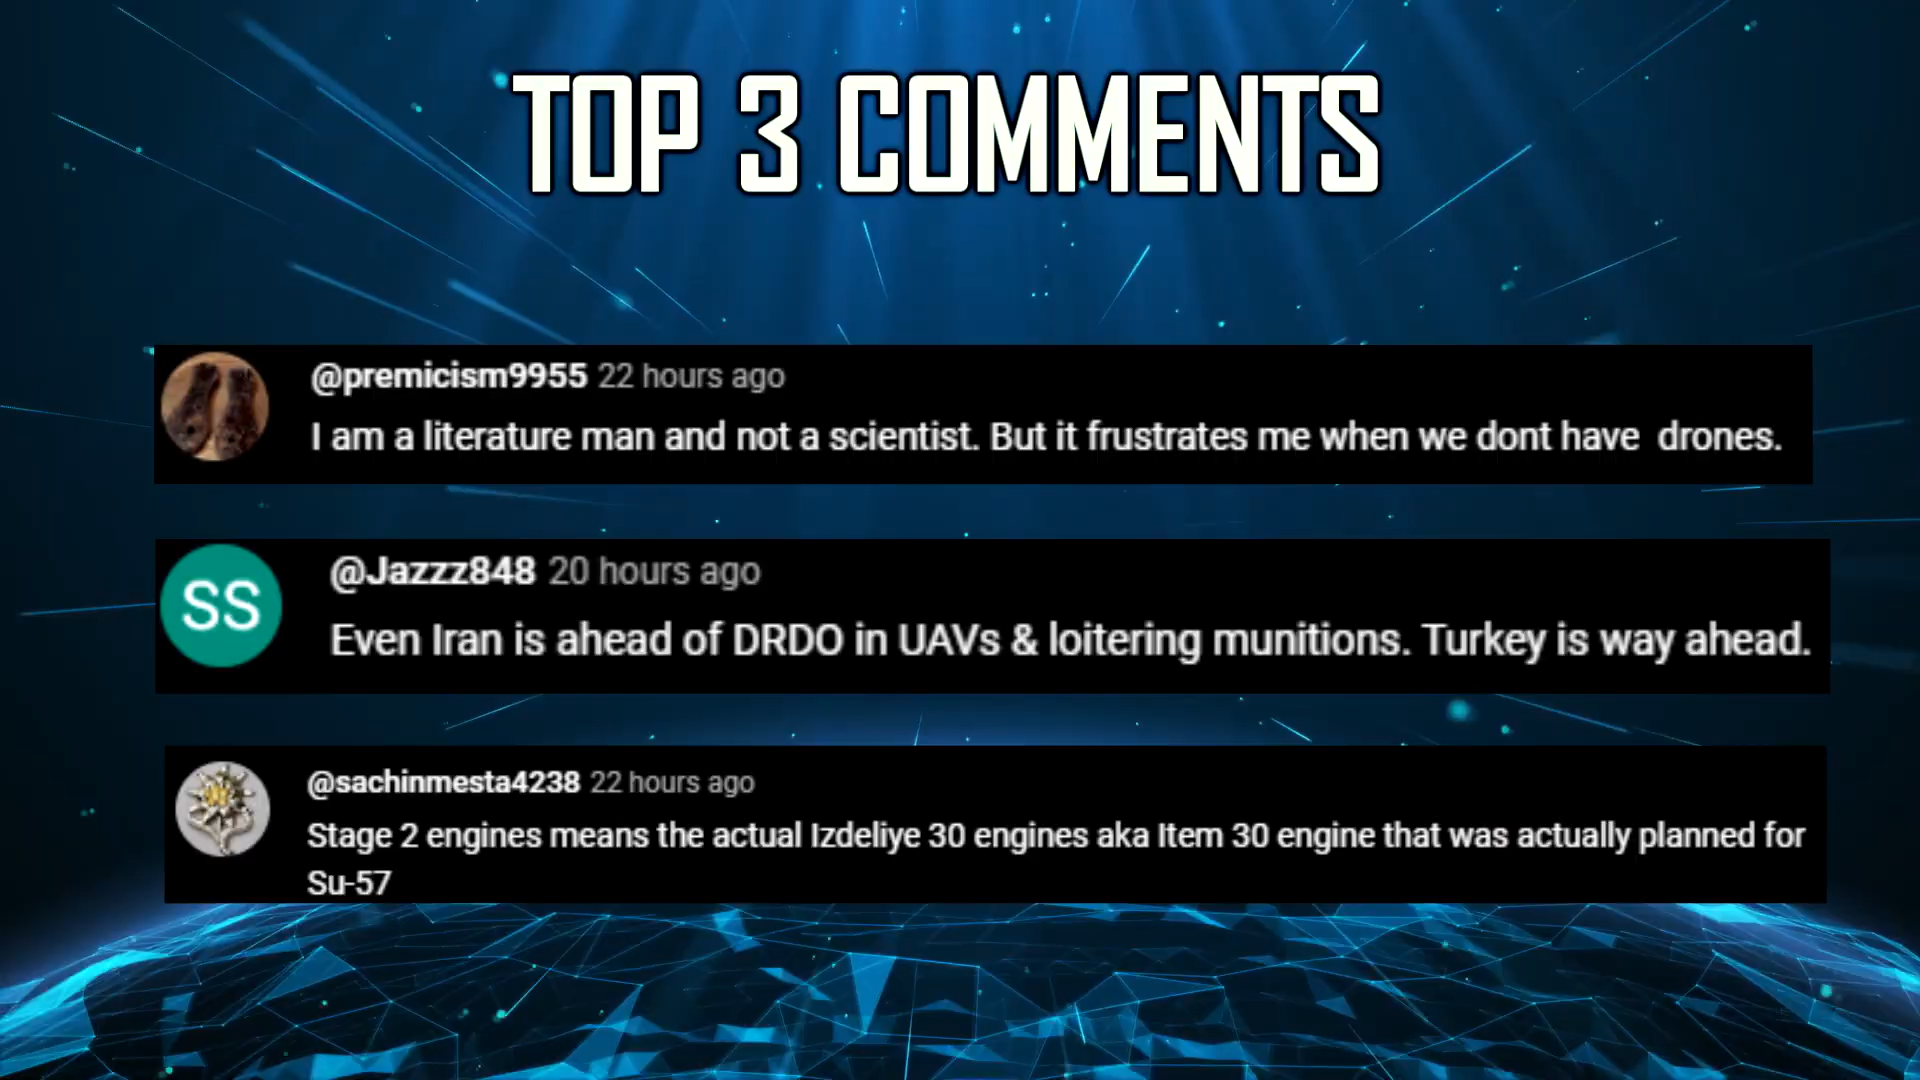 TOP 3 COMMENTS
@premicism9955 22 hours ago
I am a literature man and not a scientist. But it frustrates me when we dont have  drones.
SS
@Jazzz848 20 hours ago
Even Iran is ahead of DRDO in UAVs & loitering munitions. Turkey is way ahead.
@sachinmesta4238 22 hours ago
Stage 2 engines means the actual Izdeliye 30 engines aka Item 30 engine that was actually planned for
Su-57